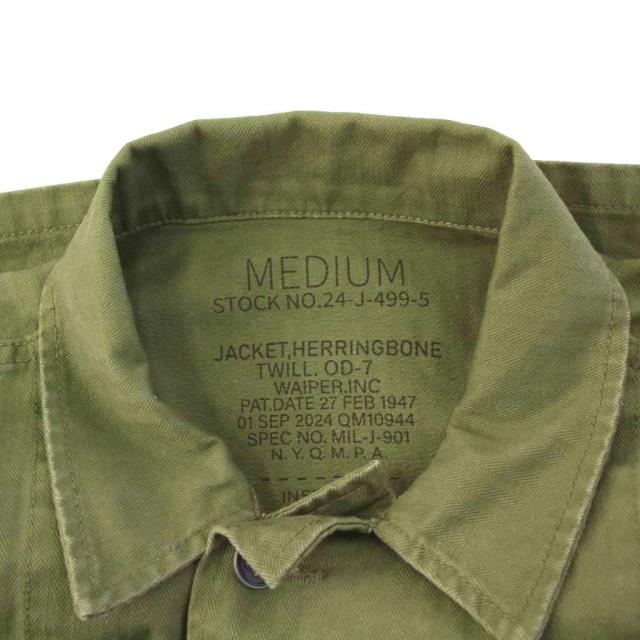 MEDIUM
STOCK NO.24-J-499-5
JACKET,HERRINGBONE
TWILL. OD-7
WAIPER.INC
PAT.DATE 27 FEB 1947
01 SEP 2024 QM10944
SPEC NO. MIL-J-901
N.Y.Q.M.P.A.